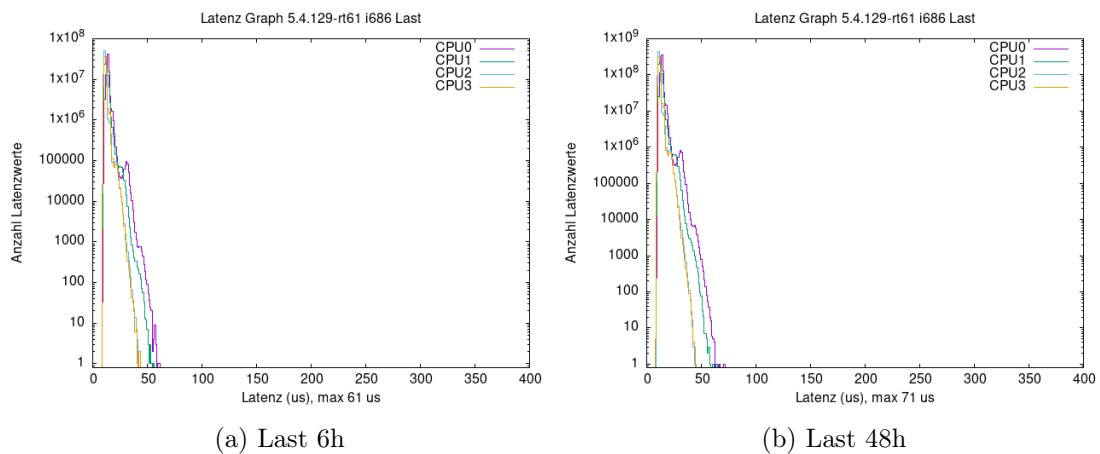 Latenz Graph 5.4.129-rt61 i686 Last
1x10^8
1x10^7
1x10^6
100000
10000
1000
100
10
1
Anzahl Latenzwerte
CPU0
CPU1
CPU2
CPU3
0 50 100 150 200 250 300 350 400
Latenz (us), max 61 us
(a) Last 6h
Latenz Graph 5.4.129-rt61 i686 Last
1x10^9
1x10^8
1x10^7
1x10^6
100000
10000
1000
100
10
1
Anzahl Latenzwerte
CPU0
CPU1
CPU2
CPU3
0 50 100 150 200 250 300 350 400
Latenz (us), max 71 us
(b) Last 48h